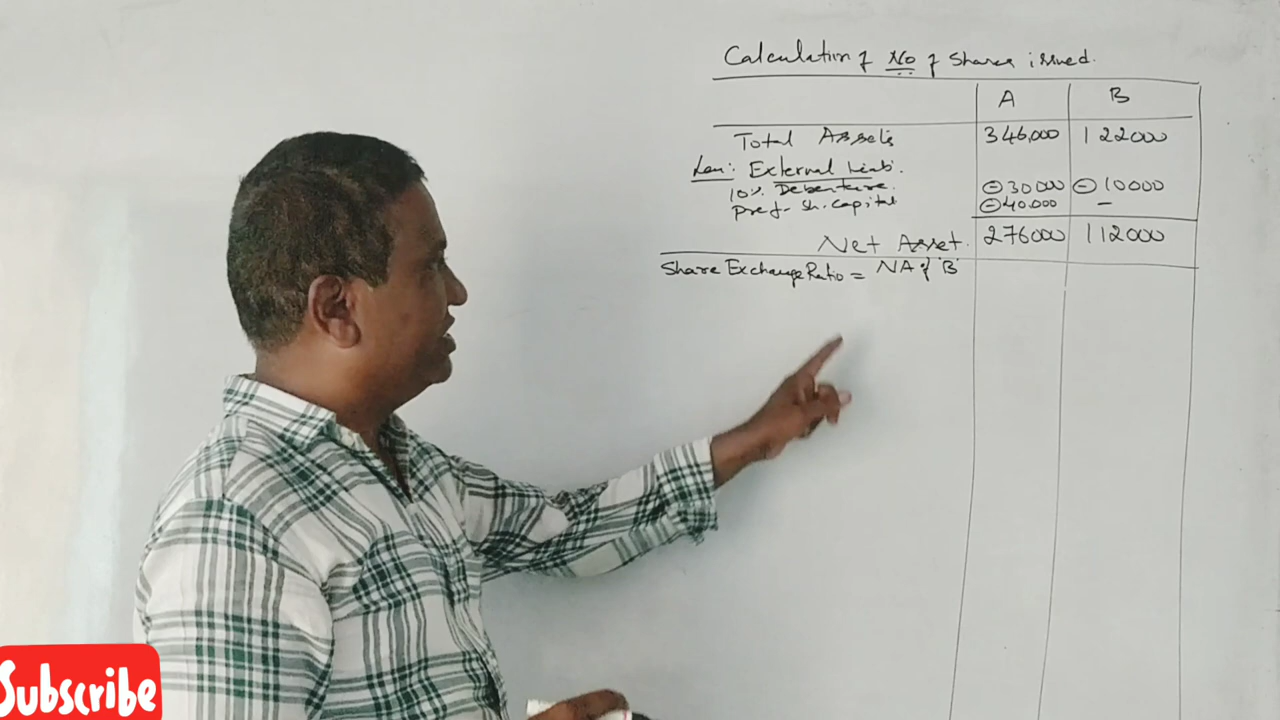 Calculation of No of Shares issued.
A B
Total Assets 346,000 122000
Less: External Liab.
10% Debenture. - 30000 - 10000
Pref. Sh. Capital - 40,000 -
Net Asset. 276000 112000
Share Exchange Ratio = NA of B
Subscribe